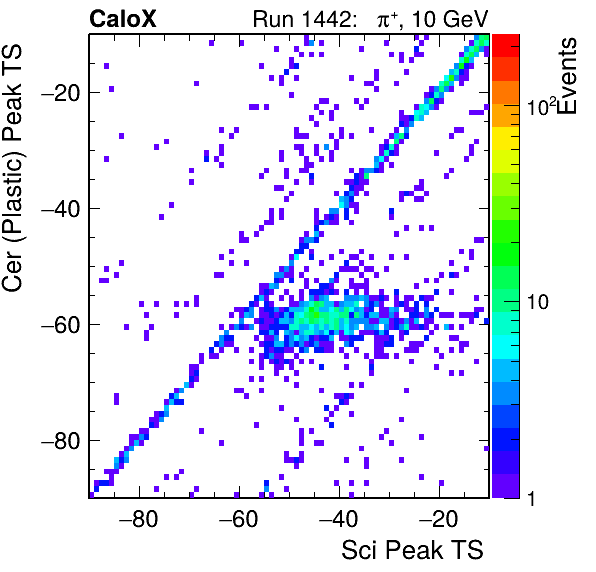 CaloX Run 1442: π+, 10 GeV
Cer (Plastic) Peak TS
−20
−40
−60
−80
−80 −60 −40 −20
Sci Peak TS
Events
10²
10
1